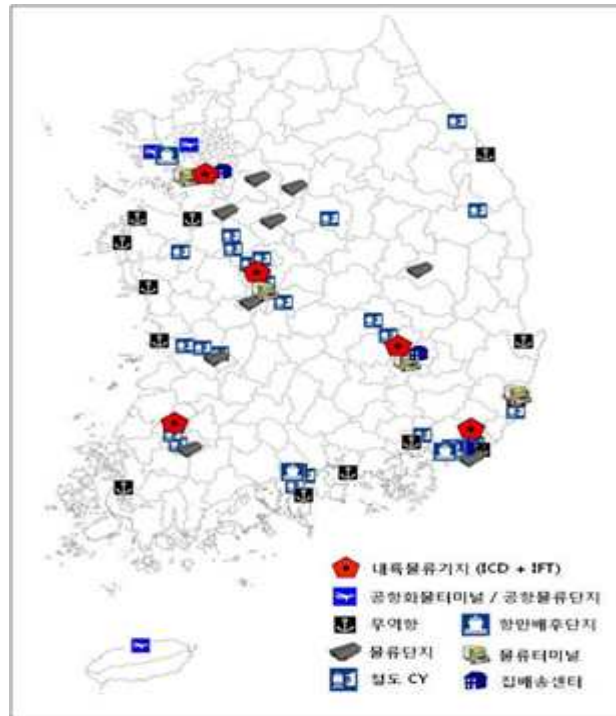 내륙물류기지 (ICD + IFT)
공항화물터미널 / 공항물류단지
무역항
항만배후단지
물류단지
물류터미널
철도 CY
집배송센터